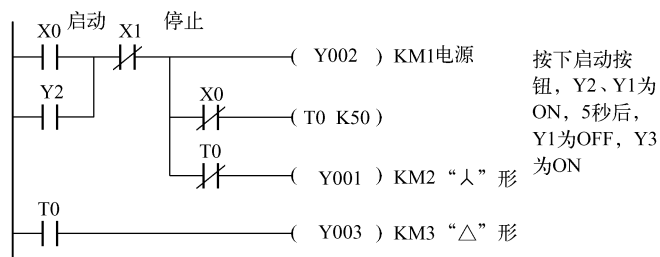 启动 停止
X0 X1
Y002 KM1电源
Y2
X0
T0 K50
T0
Y001 KM2“人”形
T0
Y003 KM3“△”形
按下启动按
钮，Y2、Y1为
ON，5秒后，
Y1为OFF，Y3
为ON